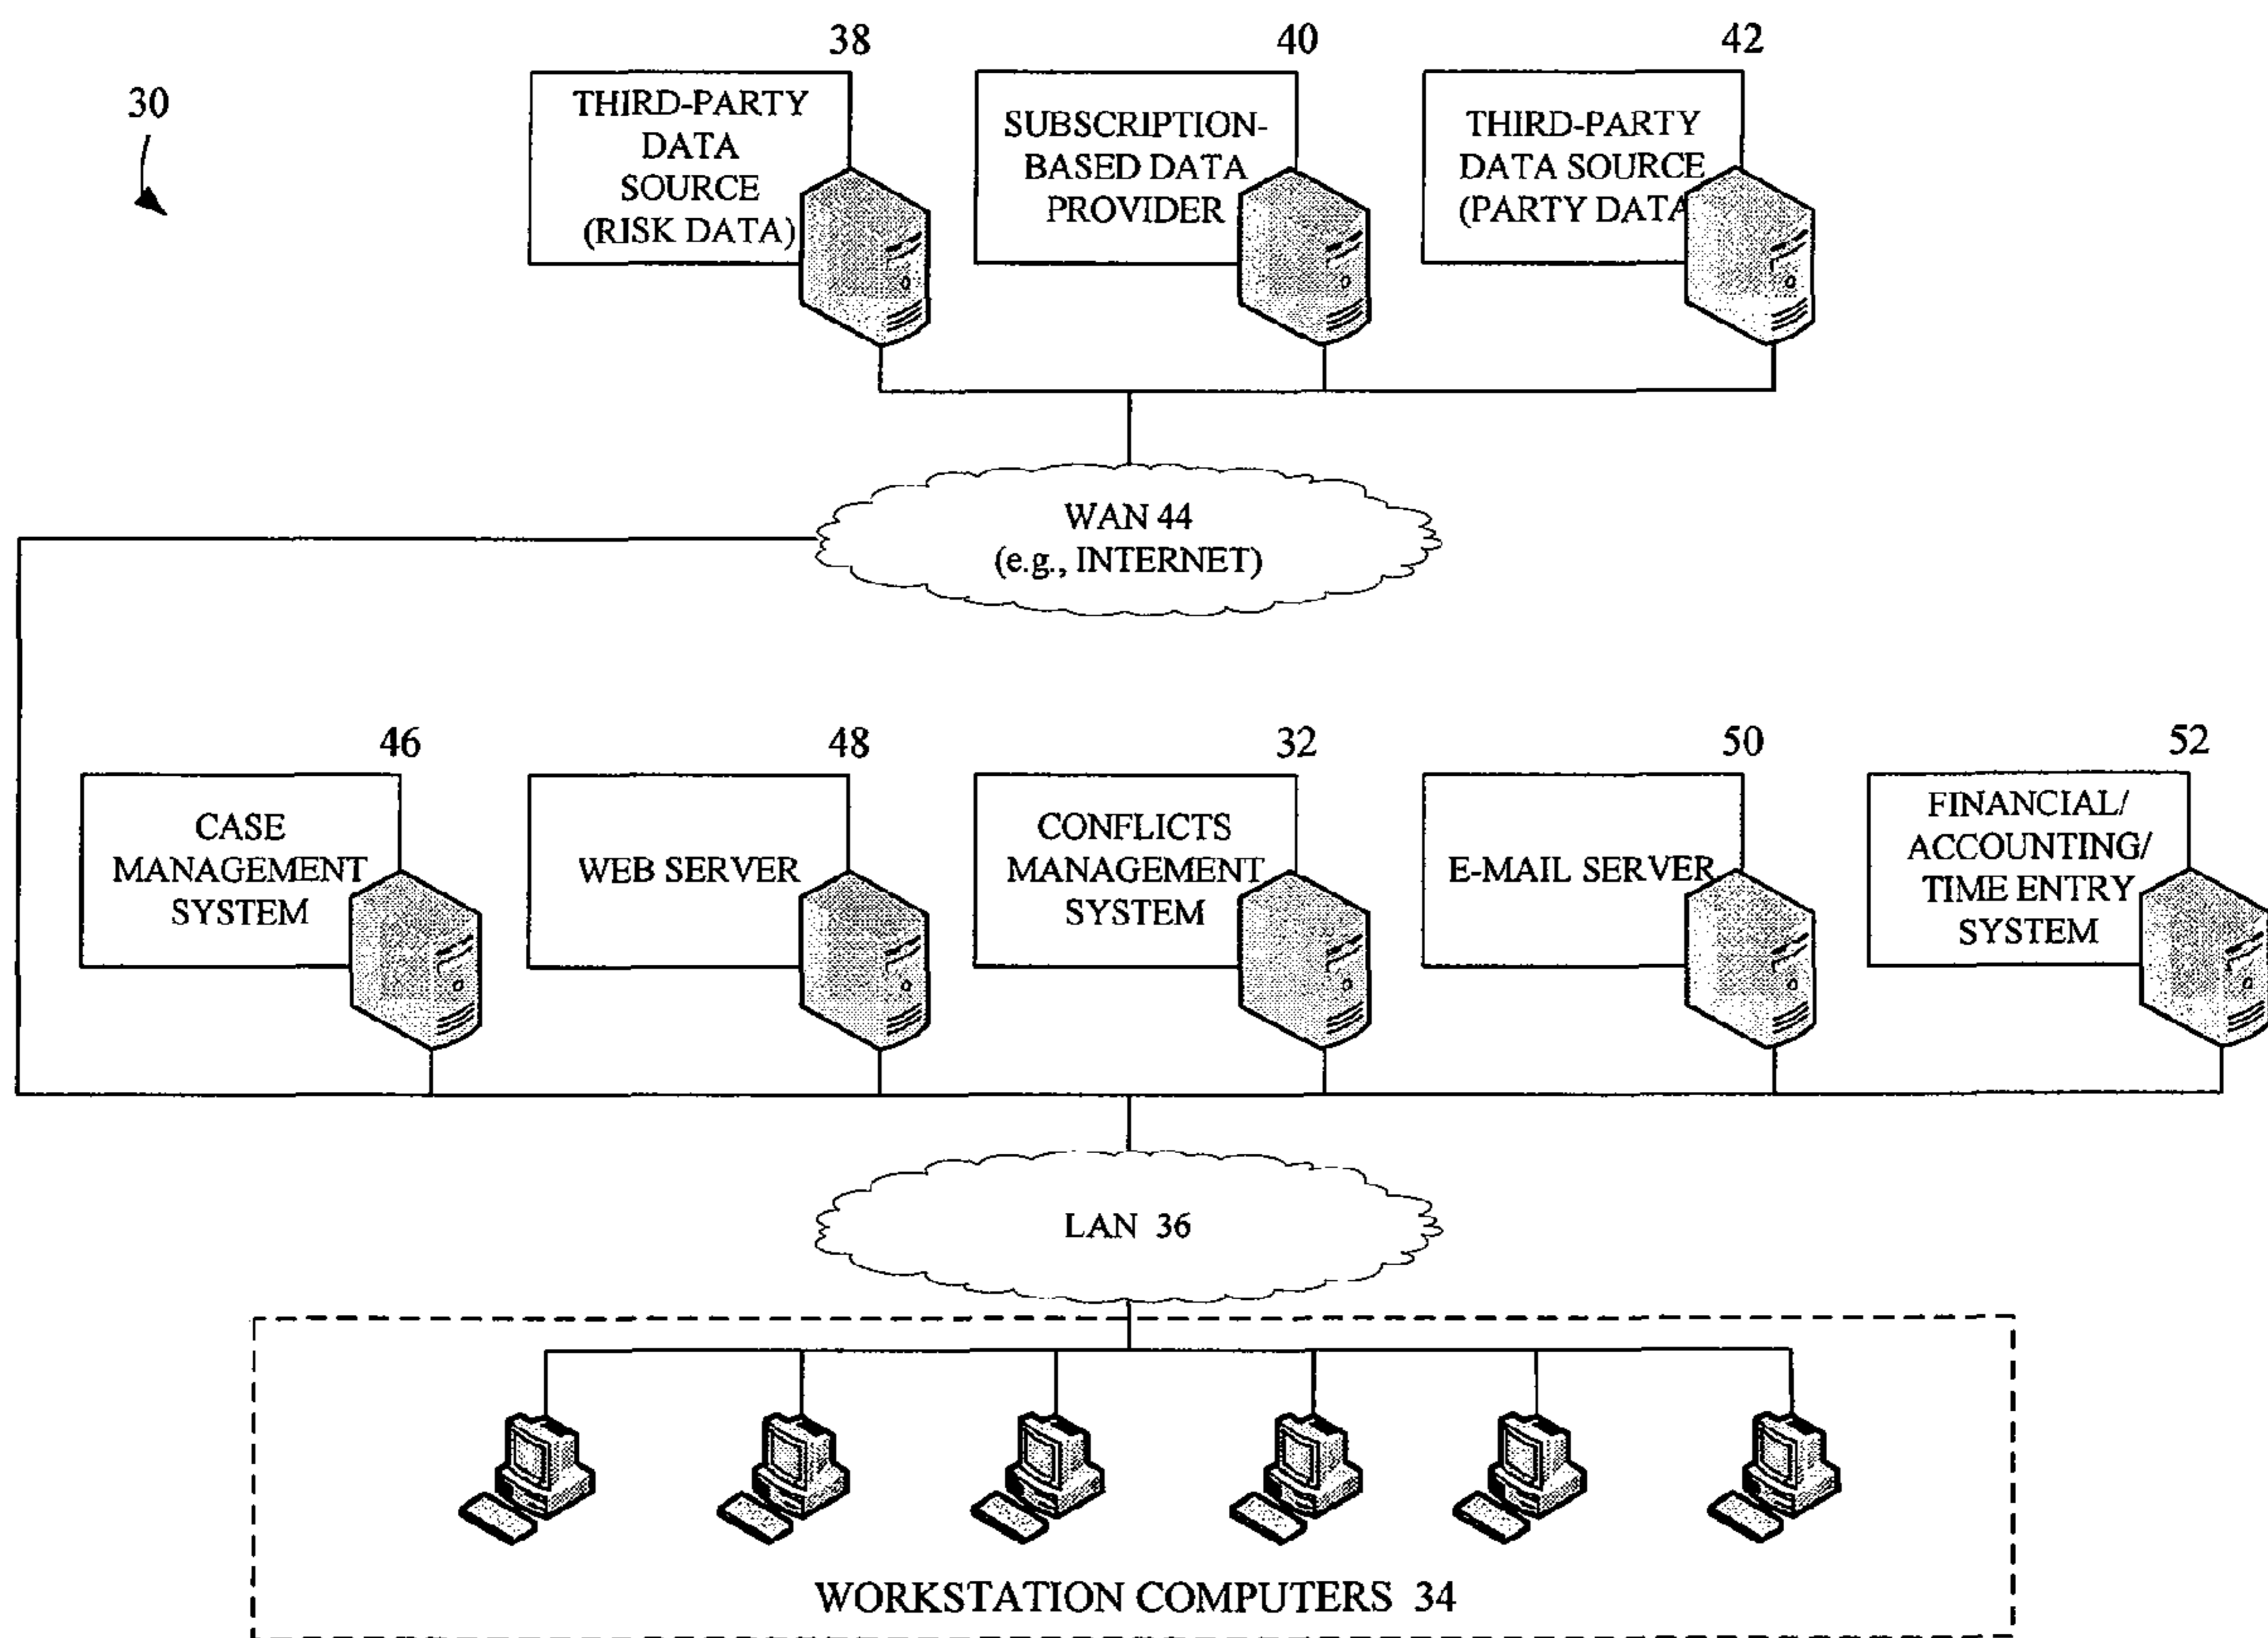 30
38
THIRD-PARTY
DATA
SOURCE
(RISK DATA)
40
SUBSCRIPTION-
BASED DATA
PROVIDER
42
THIRD-PARTY
DATA SOURCE
(PARTY DATA
WAN 44
(e.g., INTERNET)
46
CASE
MANAGEMENT
SYSTEM
48
WEB SERVER
32
CONFLICTS
MANAGEMENT
SYSTEM
50
E-MAIL SERVER
52
FINANCIAL/
ACCOUNTING/
TIME ENTRY
SYSTEM
LAN 36
WORKSTATION COMPUTERS 34